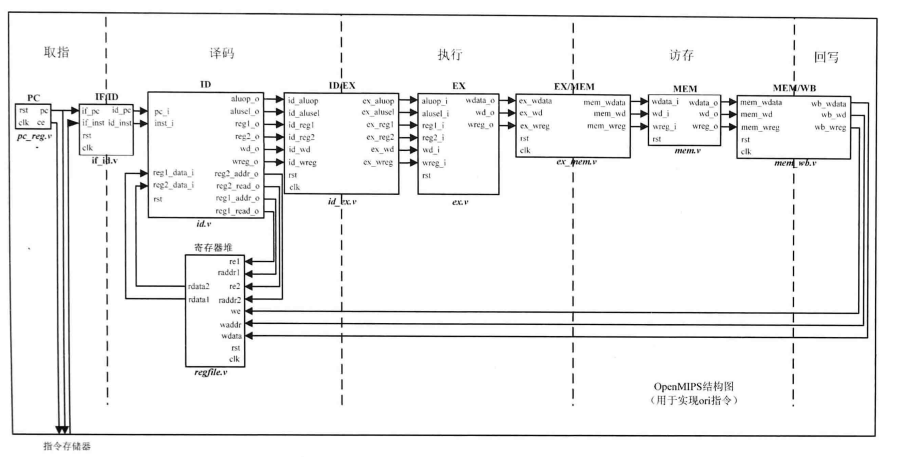 取指
译码
执行
访存
回写
PC
rst pc
clk ce
pc_reg.v
IF/ID
if_pc id_pc
if_inst id_inst
rst
clk
if_id.v
ID
aluop_o
alusel_o
pc_i reg1_o
inst_i reg2_o
wd_o
wreg_o
reg1_data_i reg2_addr_o
reg2_data_i reg2_read_o
rst reg1_addr_o
reg1_read_o
id.v
ID/EX
id_aluop ex_aluop
id_alusel ex_alusel
id_reg1 ex_reg1
id_reg2 ex_reg2
id_wd ex_wd
id_wreg ex_wreg
rst
clk
id_ex.v
EX
aluop_i wdata_o
alusel_i wd_o
reg1_i wreg_o
reg2_i
wd_i
wreg_i
rst
ex.v
EX/MEM
ex_wdata mem_wdata
ex_wd mem_wd
ex_wreg mem_wreg
rst
clk
ex_mem.v
MEM
wdata_i wdata_o
wd_i wd_o
wreg_i wreg_o
rst
mem.v
MEM/WB
mem_wdata wb_wdata
mem_wd wb_wd
mem_wreg wb_wreg
rst
clk
mem_wb.v
寄存器堆
re1
raddr1
rdata2 re2
rdata1 raddr2
we
waddr
wdata
rst
clk
regfile.v
OpenMIPS结构图
（用于实现ori指令）
指令存储器